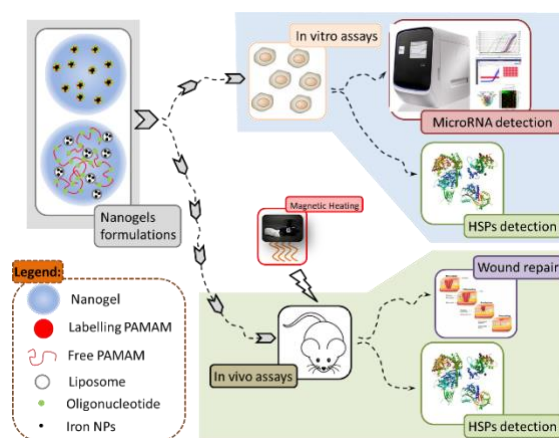 In vitro assays
MicroRNA detection
HSPs detection
Nanogels
formulations
Magnetic Heating
Wound repair
In vivo assays
HSPs detection
Legend:
Nanogel
Labelling PAMAM
Free PAMAM
Liposome
Oligonucleotide
Iron NPs